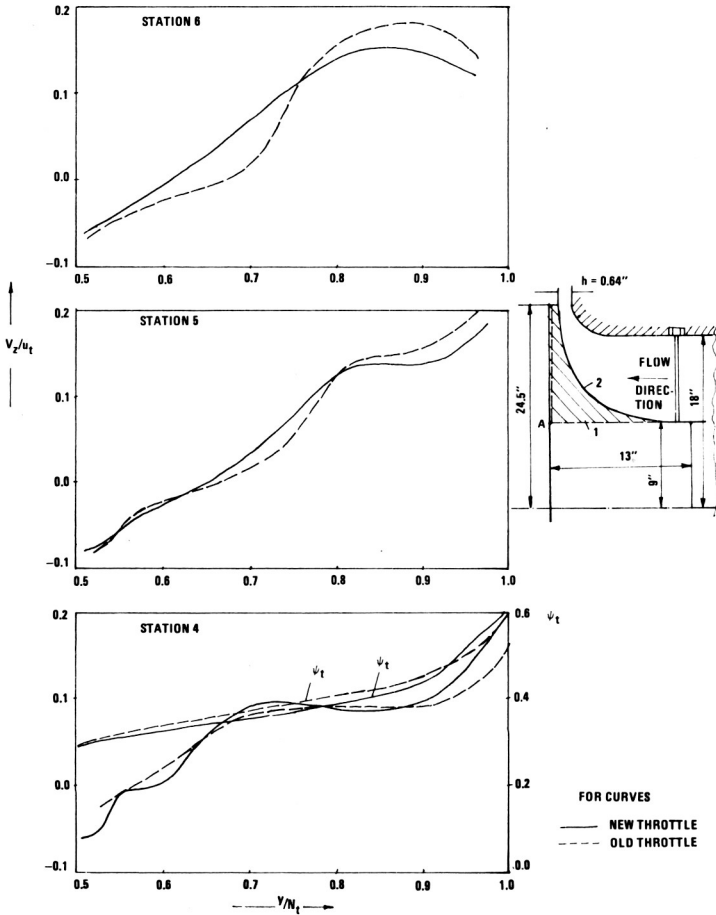 0.2
STATION 6
0.1
0.0
−0.1
0.5 0.6 0.7 0.8 0.9 1.0
V_z/u_t
0.2
STATION 5
0.1
0.0
−0.1
0.5 0.6 0.7 0.8 0.9 1.0
h = 0.64"
24.5"
FLOW
DIREC-
TION
2
18"
A
1
13"
9"
0.2
STATION 4
0.6
ψ_t
ψ_t
ψ_t
0.1
0.4
0.0
0.2
−0.1
0.0
0.5 0.6 0.7 0.8 0.9 1.0
y/N_t
FOR CURVES
NEW THROTTLE
OLD THROTTLE